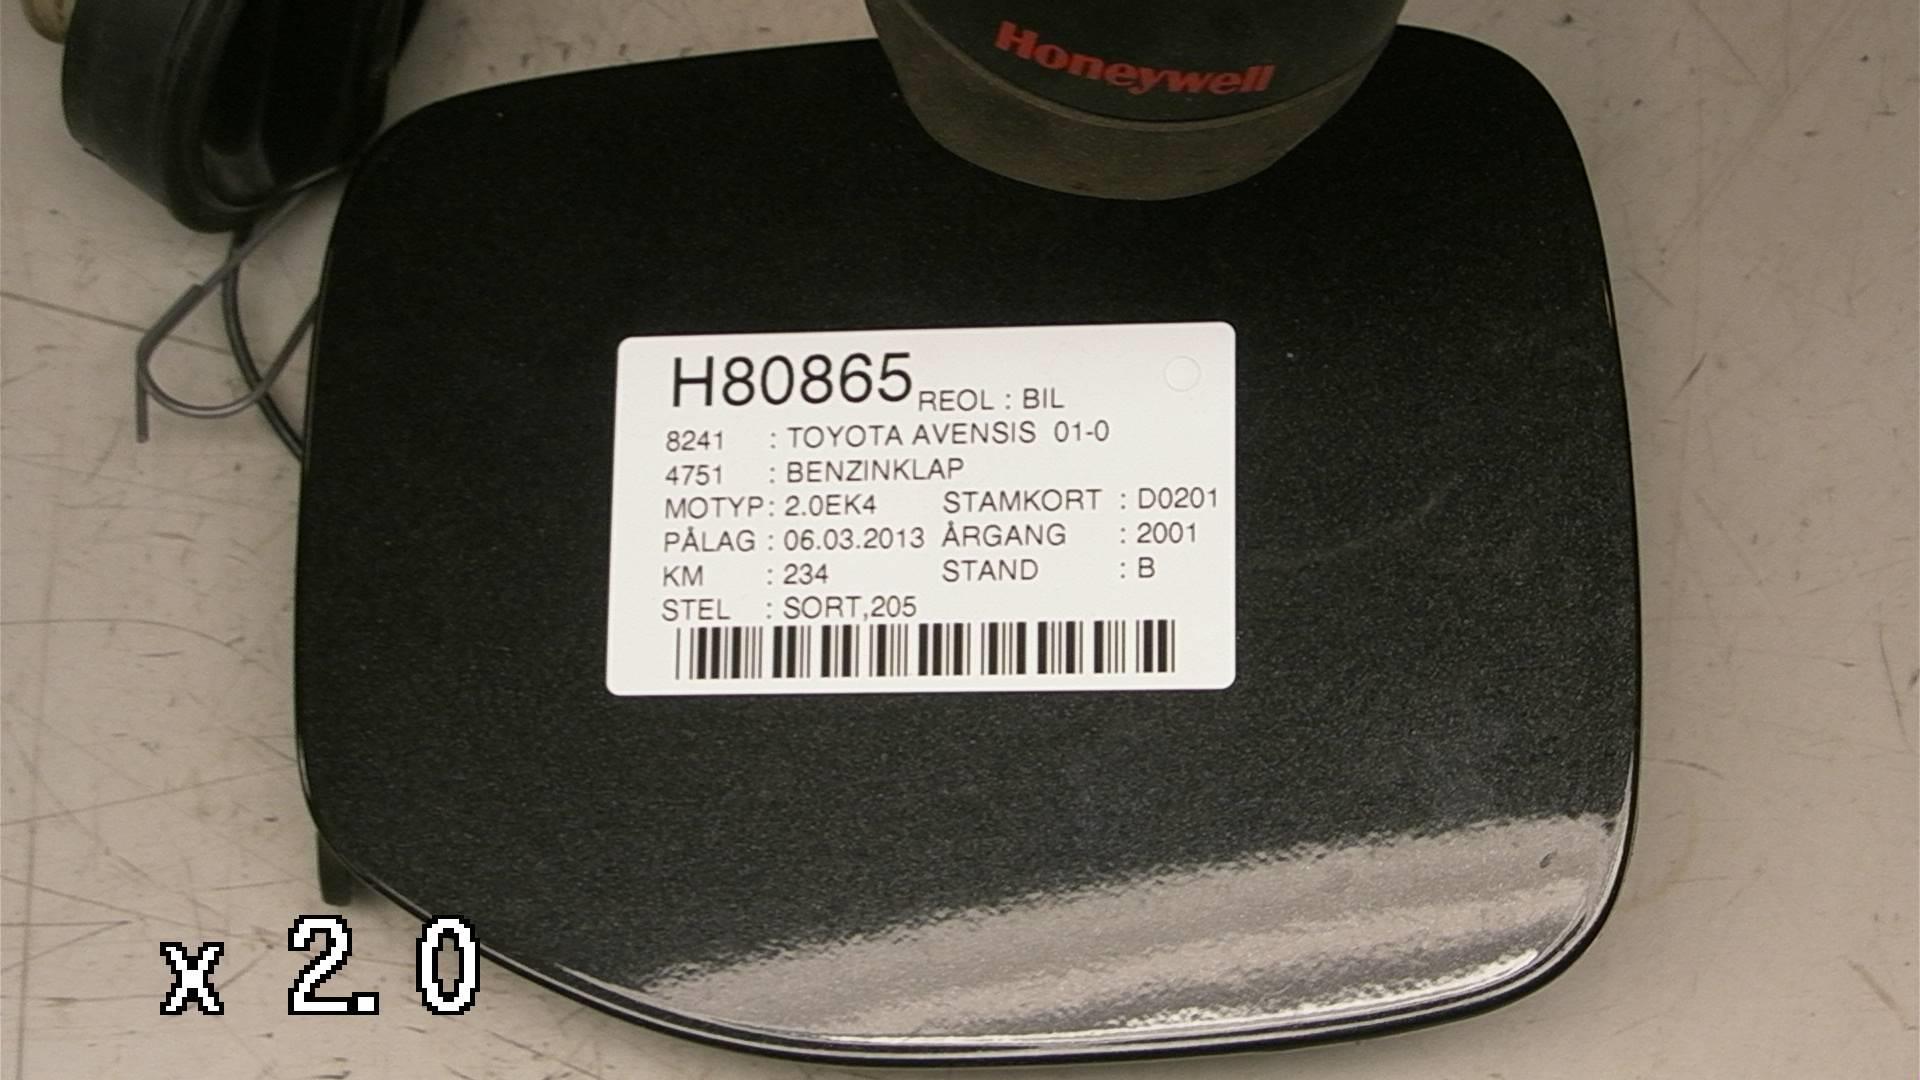 Honeywell
H80865 REOL : BIL
8241 : TOYOTA AVENSIS 01-0
4751 : BENZINKLAP
MOTYP: 2.0EK4 STAMKORT : D0201
PÅLAG : 06.03.2013 ÅRGANG : 2001
KM : 234 STAND : B
STEL : SORT,205
x 2.0